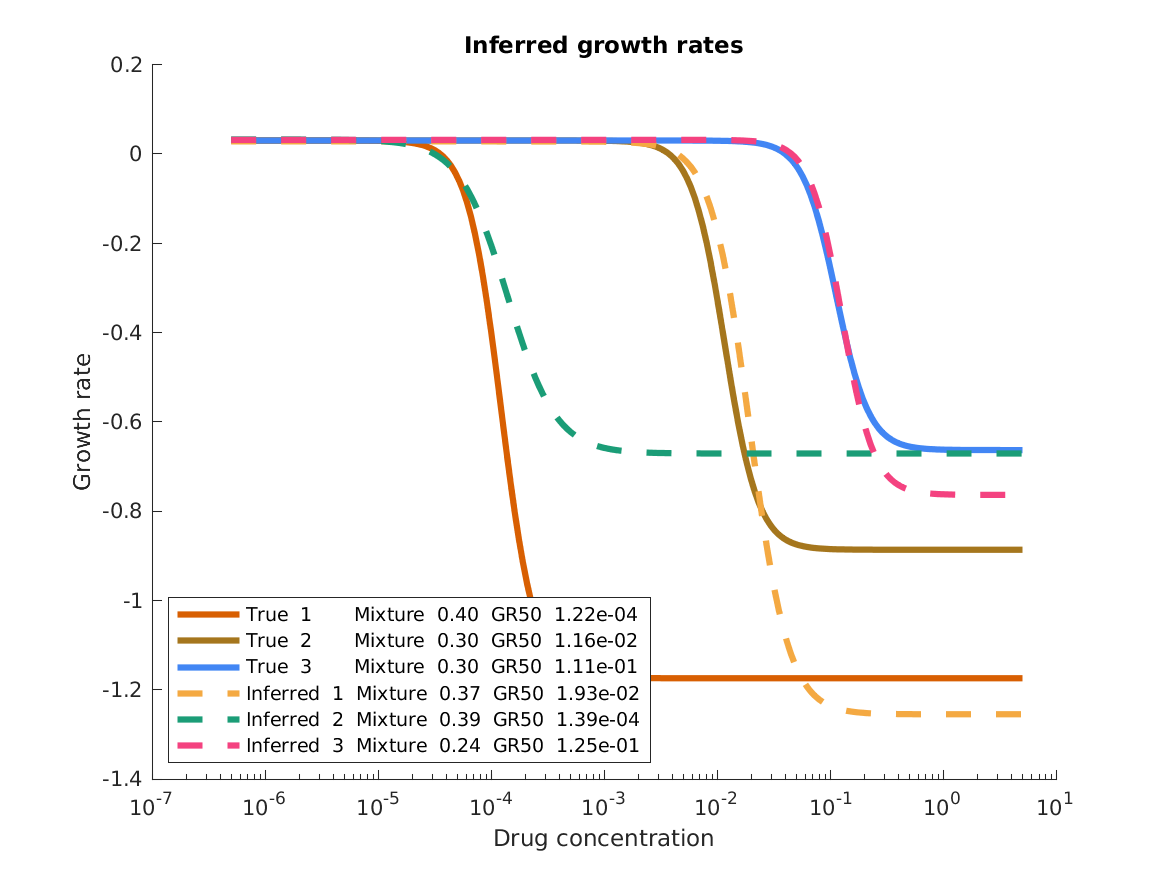 Inferred growth rates
0.2
0
-0.2
-0.4
-0.6
-0.8
-1
-1.2
-1.4
Growth rate
True 1 Mixture 0.40 GR50 1.22e-04
True 2 Mixture 0.30 GR50 1.16e-02
True 3 Mixture 0.30 GR50 1.11e-01
Inferred 1 Mixture 0.37 GR50 1.93e-02
Inferred 2 Mixture 0.39 GR50 1.39e-04
Inferred 3 Mixture 0.24 GR50 1.25e-01
10^-7 10^-6 10^-5 10^-4 10^-3 10^-2 10^-1 10^0 10^1
Drug concentration